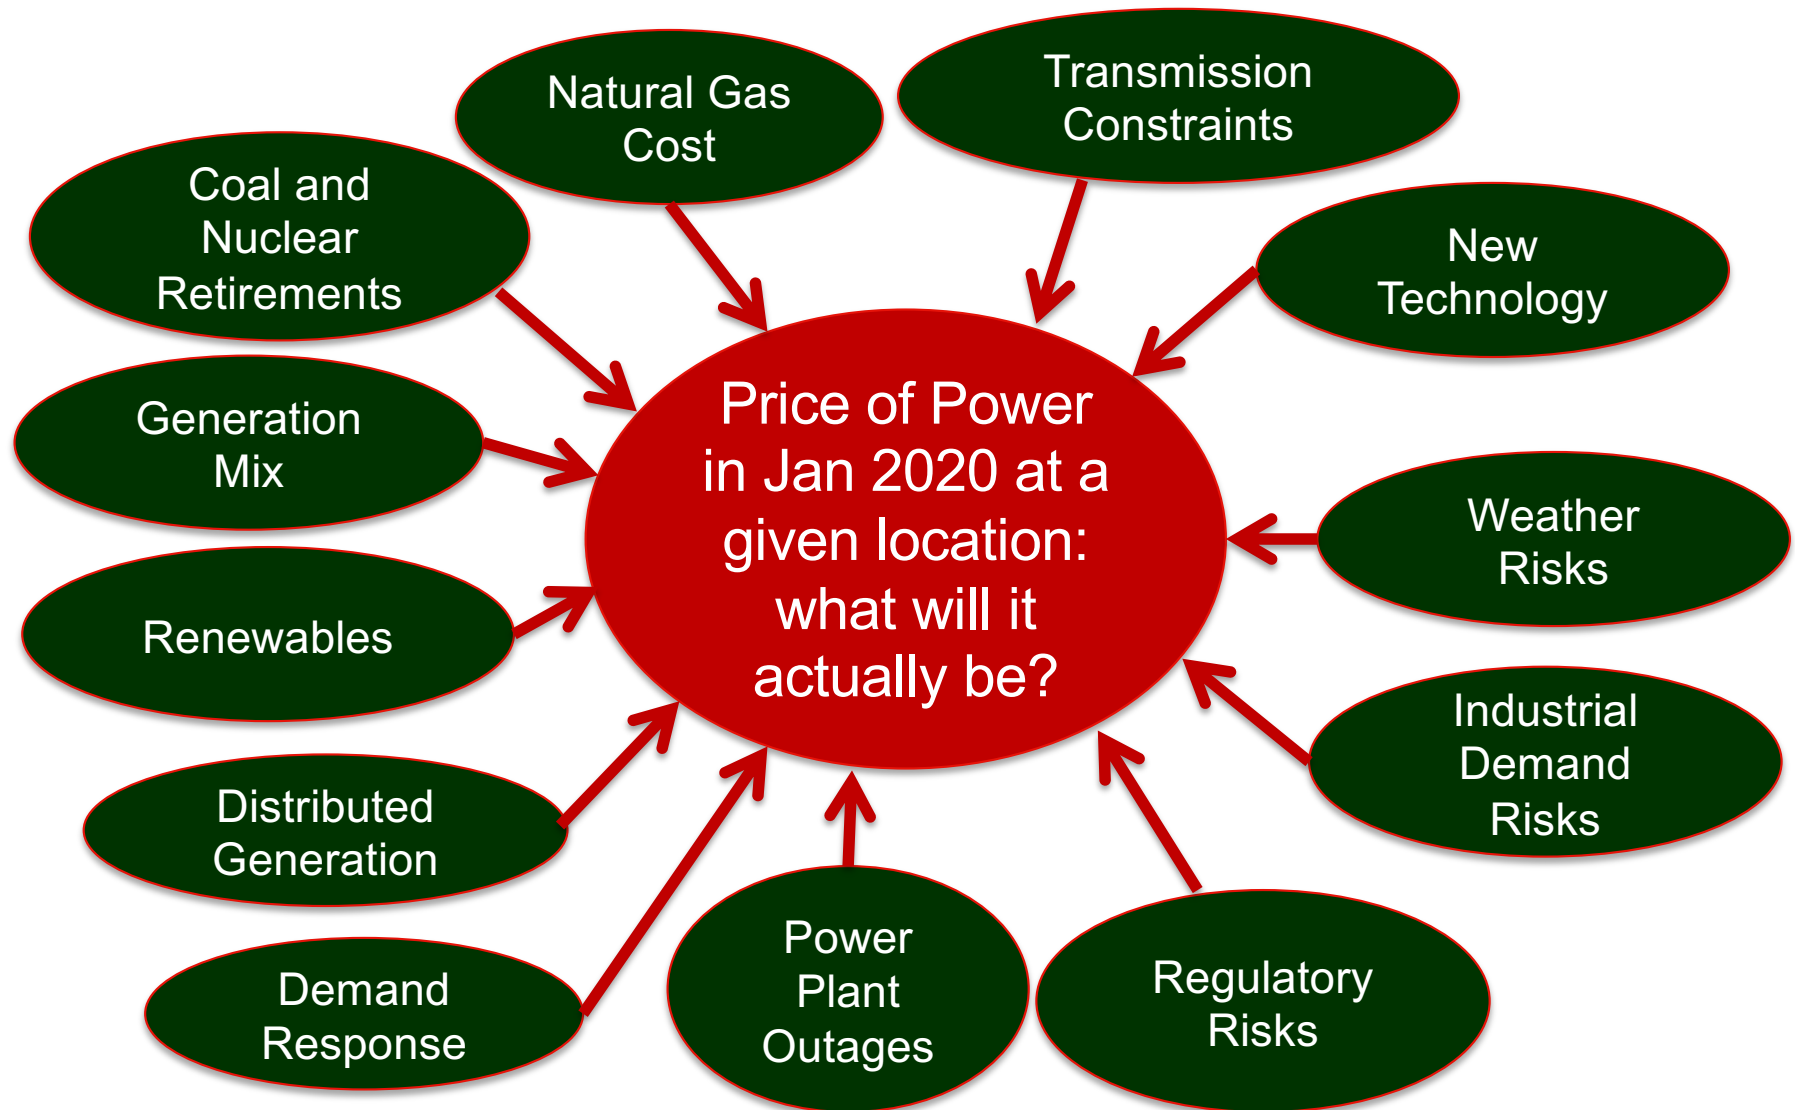 Natural Gas
Cost
Transmission
Constraints
Coal and
Nuclear
Retirements
New
Technology
Generation
Mix
Price of Power
in Jan 2020 at a
given location:
what will it
actually be?
Weather
Risks
Renewables
Industrial
Demand
Risks
Distributed
Generation
Demand
Response
Power
Plant
Outages
Regulatory
Risks